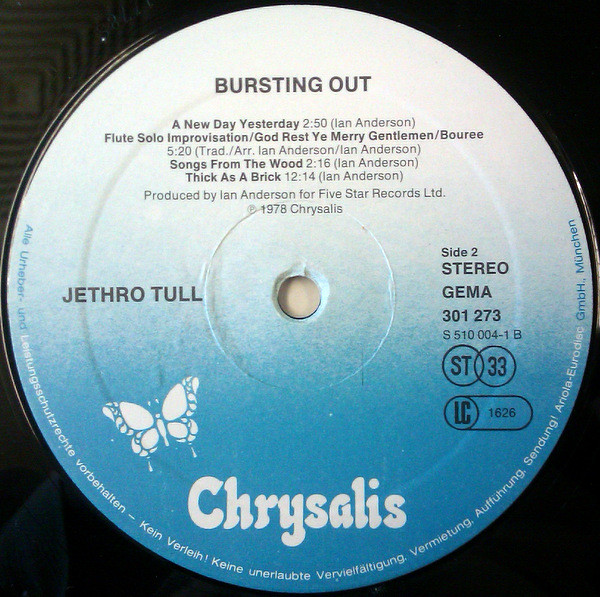 BURSTING OUT
A New Day Yesterday 2:50 (Ian Anderson)
Flute Solo Improvisation/God Rest Ye Merry Gentlemen/Bouree
5:20 (Trad./Arr. Ian Anderson/Ian Anderson)
Songs From The Wood 2:16 (Ian Anderson)
Thick As A Brick 12:14 (Ian Anderson)
Produced by Ian Anderson for Five Star Records Ltd.
℗ 1978 Chrysalis
JETHRO TULL
Side 2
STEREO
GEMA
301 273
S 510 004-1 B
ST 33
LC 1626
Chrysalis
Alle Urheber- und Leistungsschutzrechte vorbehalten – Kein Verleih! Keine unerlaubte Vervielfältigung, Vermietung, Aufführung, Sendung! Ariola-Eurodisc GmbH., München